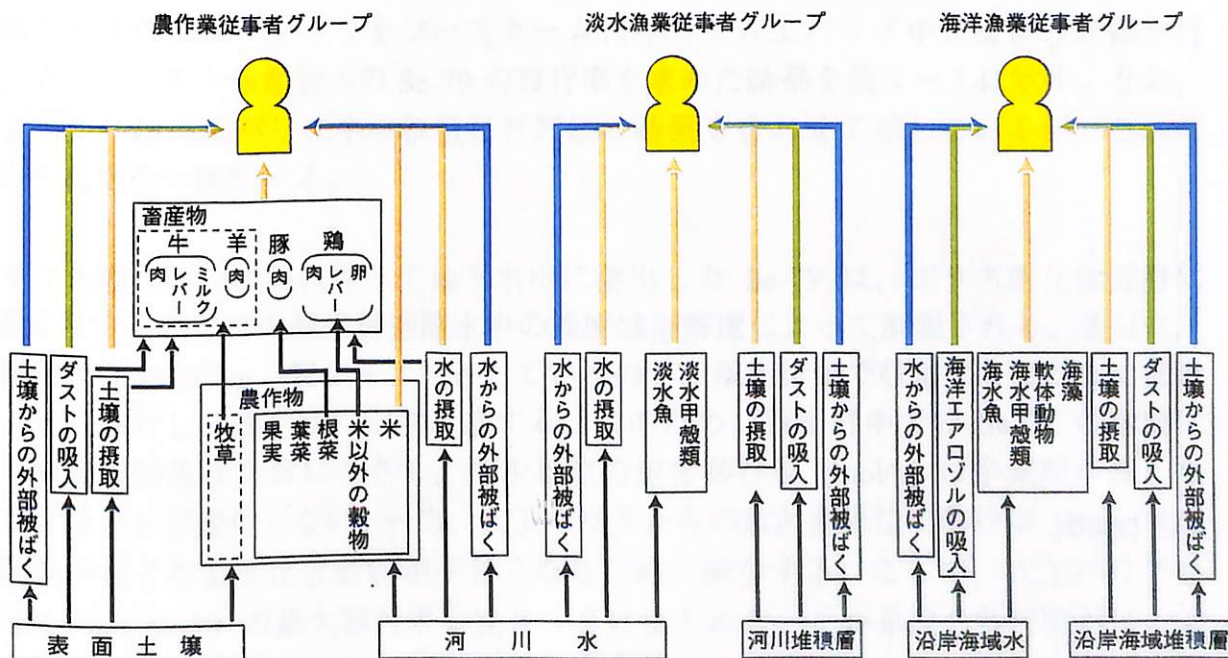 農作業従事者グループ
淡水漁業従事者グループ
海洋漁業従事者グループ
畜産物
牛
羊
豚
鶏
肉
レバー
ミルク
肉
肉
肉
レバー
卵
土壌からの外部被ばく
ダストの吸入
土壌の摂取
農作物
牧草
果実
葉菜
根菜
米以外の穀物
米
水の摂取
水からの外部被ばく
水からの外部被ばく
水の摂取
淡水魚
淡水甲殻類
土壌の摂取
ダストの吸入
土壌からの外部被ばく
水からの外部被ばく
海洋エアロゾルの吸入
海水魚
海水甲殻類
軟体動物
海藻
土壌の摂取
ダストの吸入
土壌からの外部被ばく
表面土壌
河川水
河川堆積層
沿岸海域水
沿岸海域堆積層